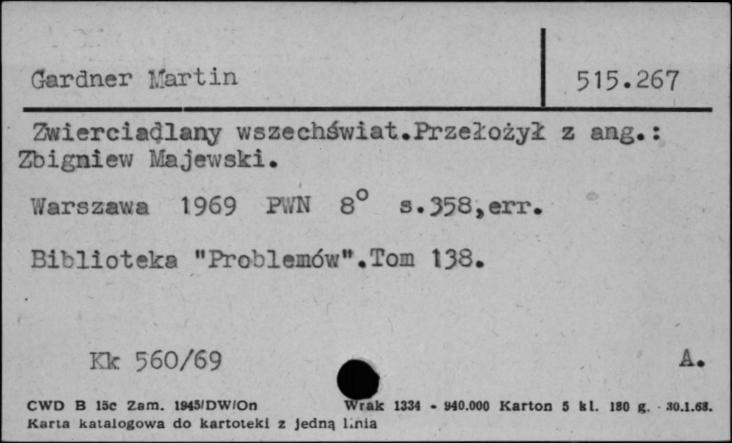 Gardner Martin 515.267
Zwierciadlany wszechświat.Przełożył z ang.:
Zbigniew Majewski.
Warszawa 1969 PWN 8° s.358,err.
Biblioteka "Problemów".Tom 138.
Kk 560/69 A.
CWD B 15c Zam. 1945/DW/On Wrak 1334 - 940.000 Karton 5 kl. 180 g. - 30.1.68.
Karta katalogowa do kartoteki z jedną linią